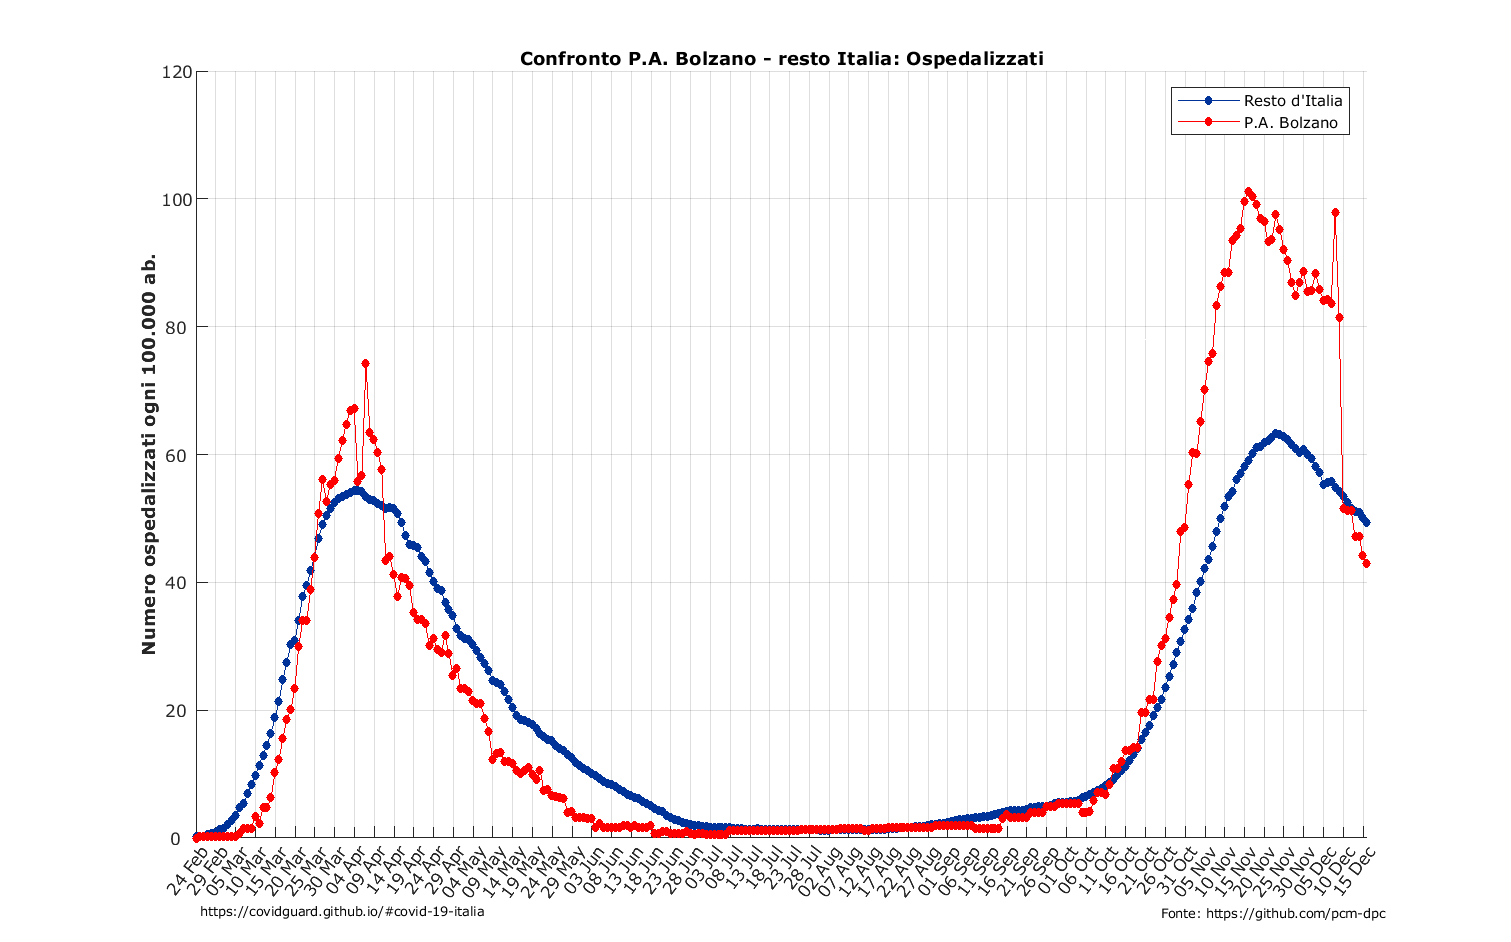 Confronto P.A. Bolzano - resto Italia: Ospedalizzati
Resto d'Italia
P.A. Bolzano
Numero ospedalizzati ogni 100.000 ab.
120
100
80
60
40
20
0
24 Feb
29 Feb
05 Mar
10 Mar
15 Mar
20 Mar
25 Mar
30 Mar
04 Apr
09 Apr
14 Apr
19 Apr
24 Apr
29 Apr
04 May
09 May
14 May
19 May
24 May
29 May
03 Jun
08 Jun
13 Jun
18 Jun
23 Jun
28 Jun
03 Jul
08 Jul
13 Jul
18 Jul
23 Jul
28 Jul
02 Aug
07 Aug
12 Aug
17 Aug
22 Aug
27 Aug
01 Sep
06 Sep
11 Sep
16 Sep
21 Sep
26 Sep
01 Oct
06 Oct
11 Oct
16 Oct
21 Oct
26 Oct
31 Oct
05 Nov
10 Nov
15 Nov
20 Nov
25 Nov
30 Nov
05 Dec
10 Dec
15 Dec
https://covidguard.github.io/#covid-19-italia
Fonte: https://github.com/pcm-dpc